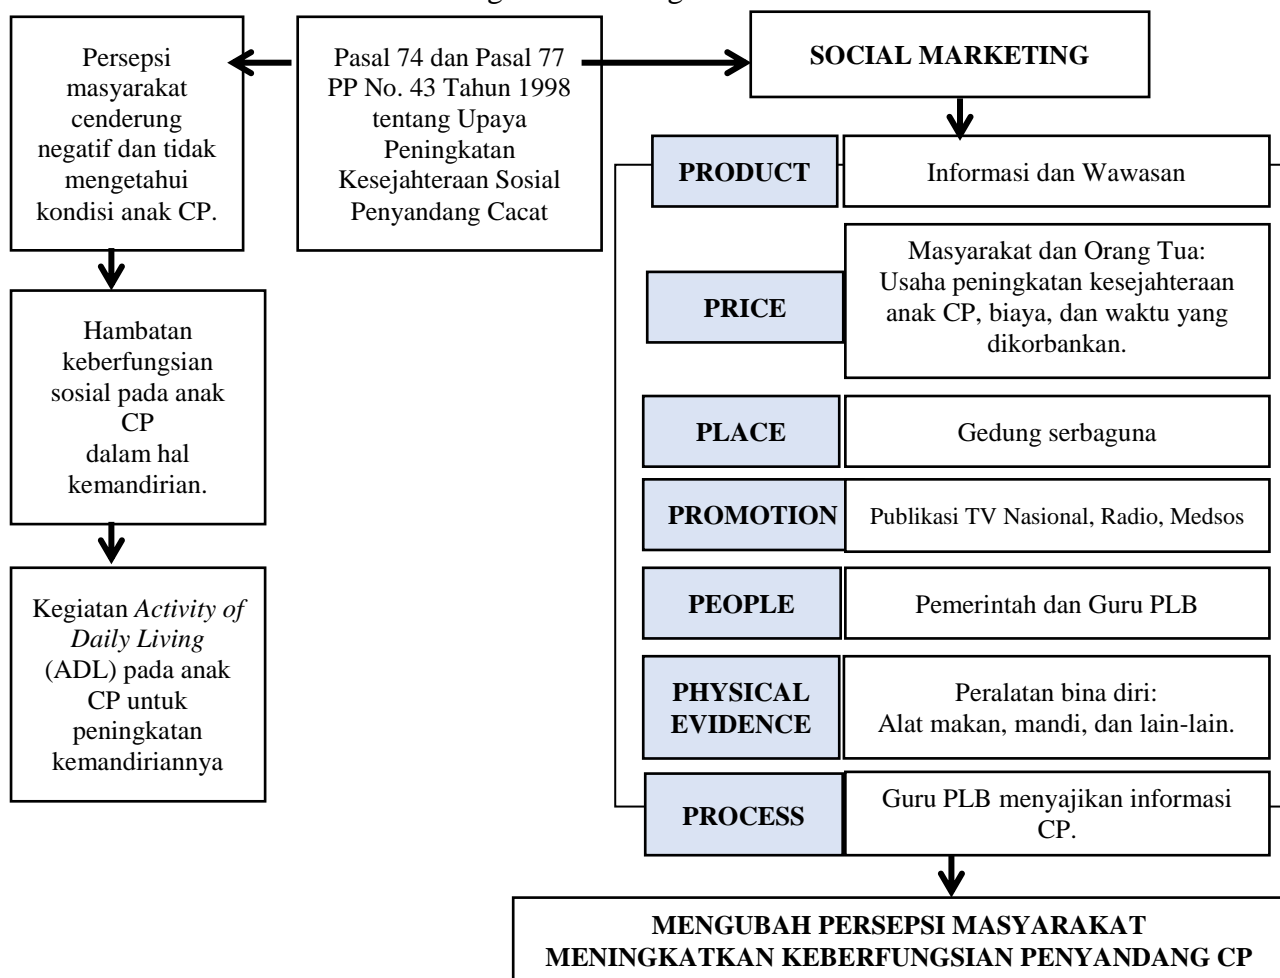 Persepsi
masyarakat
cenderung
negatif dan tidak
mengetahui
kondisi anak CP.
Hambatan
keberfungsian
sosial pada anak
CP
dalam hal
kemandirian.
Kegiatan Activity of
Daily Living
(ADL) pada anak
CP untuk
peningkatan
kemandiriannya
Pasal 74 dan Pasal 77
PP No. 43 Tahun 1998
tentang Upaya
Peningkatan
Kesejahteraan Sosial
Penyandang Cacat
SOCIAL MARKETING
PRODUCT
Informasi dan Wawasan
PRICE
Masyarakat dan Orang Tua:
Usaha peningkatan kesejahteraan
anak CP, biaya, dan waktu yang
dikorbankan.
PLACE
Gedung serbaguna
PROMOTION
Publikasi TV Nasional, Radio, Medsos
PEOPLE
Pemerintah dan Guru PLB
PHYSICAL
EVIDENCE
Peralatan bina diri:
Alat makan, mandi, dan lain-lain.
PROCESS
Guru PLB menyajikan informasi
CP.
MENGUBAH PERSEPSI MASYARAKAT
MENINGKATKAN KEBERFUNGSIAN PENYANDANG CP